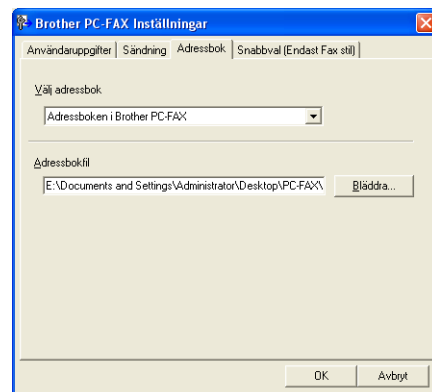 Brother PC-FAX Inställningar
Användaruppgifter Sändning Adressbok Snabbval (Endast Fax stil)
Välj adressbok
Adressboken i Brother PC-FAX
Adressbokfil
E:\Documents and Settings\Administrator\Desktop\PC-FAX\ Bläddra...
OK Avbryt